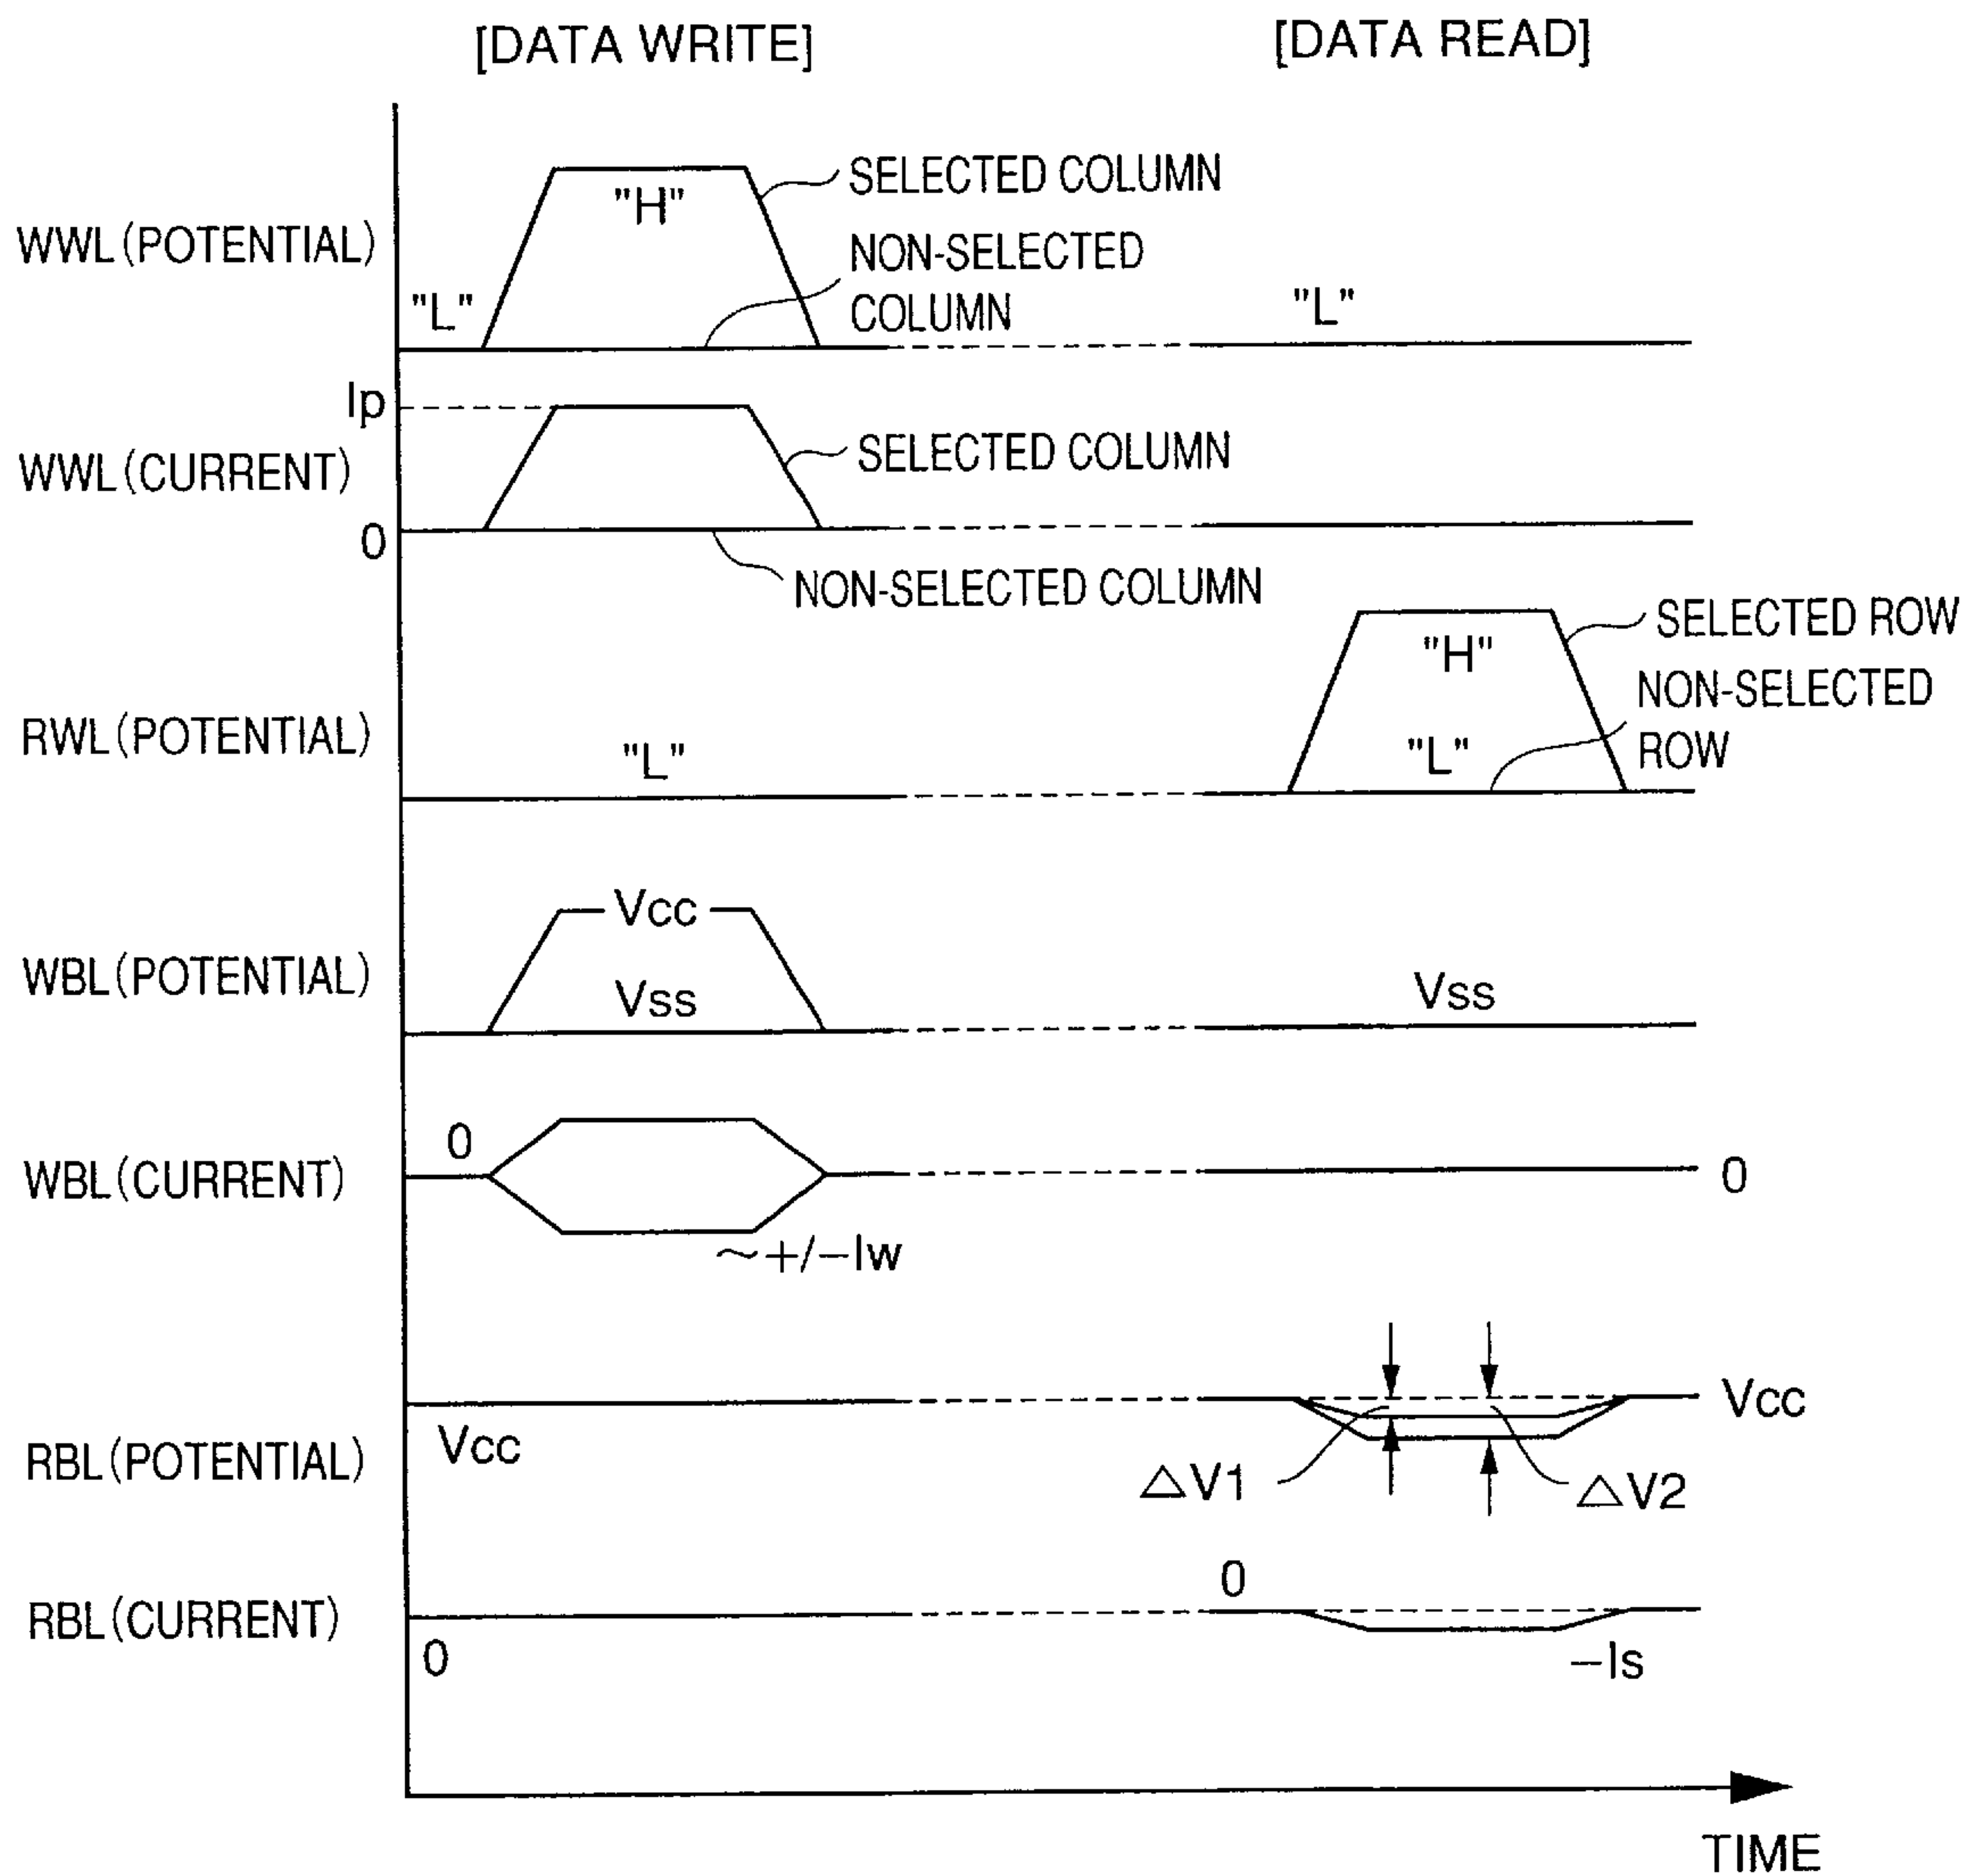 [DATA WRITE] [DATA READ]
SELECTED COLUMN
"H"
WWL(POTENTIAL)
NON-SELECTED
COLUMN
"L"
"L"
Ip
WWL(CURRENT)
SELECTED COLUMN
0
NON-SELECTED COLUMN
SELECTED ROW
"H"
NON-SELECTED
ROW
RWL(POTENTIAL)
"L"
"L"
Vcc
WBL(POTENTIAL)
Vss
Vss
0
WBL(CURRENT)
0
~+/-Iw
Vcc
Vcc
RBL(POTENTIAL)
△V1
△V2
0
RBL(CURRENT)
0
-Is
TIME